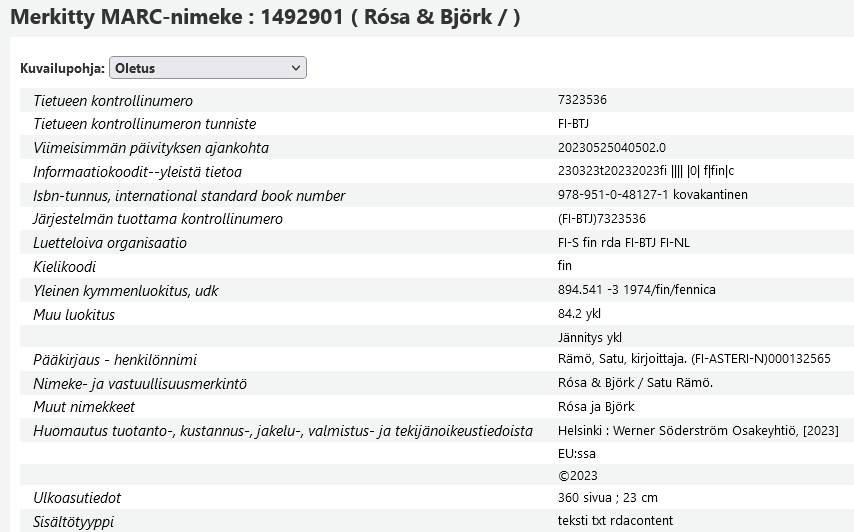 Merkitty MARC-nimeke : 1492901 ( Rósa & Björk / )
Kuvailupohja: Oletus
Tietueen kontrollinumero 7323536
Tietueen kontrollinumeron tunniste FI-BTJ
Viimeisimmän päivityksen ajankohta 20230525040502.0
Informaatiokoodit--yleistä tietoa 230323t20232023fi |||| |0| f|fin|c
Isbn-tunnus, international standard book number 978-951-0-48127-1 kovakantinen
Järjestelmän tuottama kontrollinumero (FI-BTJ)7323536
Luetteloiva organisaatio FI-S fin rda FI-BTJ FI-NL
Kielikoodi fin
Yleinen kymmenluokitus, udk 894.541 -3 1974/fin/fennica
Muu luokitus 84.2 ykl
Jännitys ykl
Pääkirjaus - henkilönnimi Rämö, Satu, kirjoittaja. (FI-ASTERI-N)000132565
Nimeke- ja vastuullisuusmerkintö Rósa & Björk / Satu Rämö.
Muut nimekkeet Rósa ja Björk
Huomautus tuotanto-, kustannus-, jakelu-, valmistus- ja tekijänoikeustiedoista Helsinki : Werner Söderström Osakeyhtiö, [2023]
EU:ssa
©2023
Ulkoasutiedot 360 sivua ; 23 cm
Sisältötyyppi teksti txt rdacontent